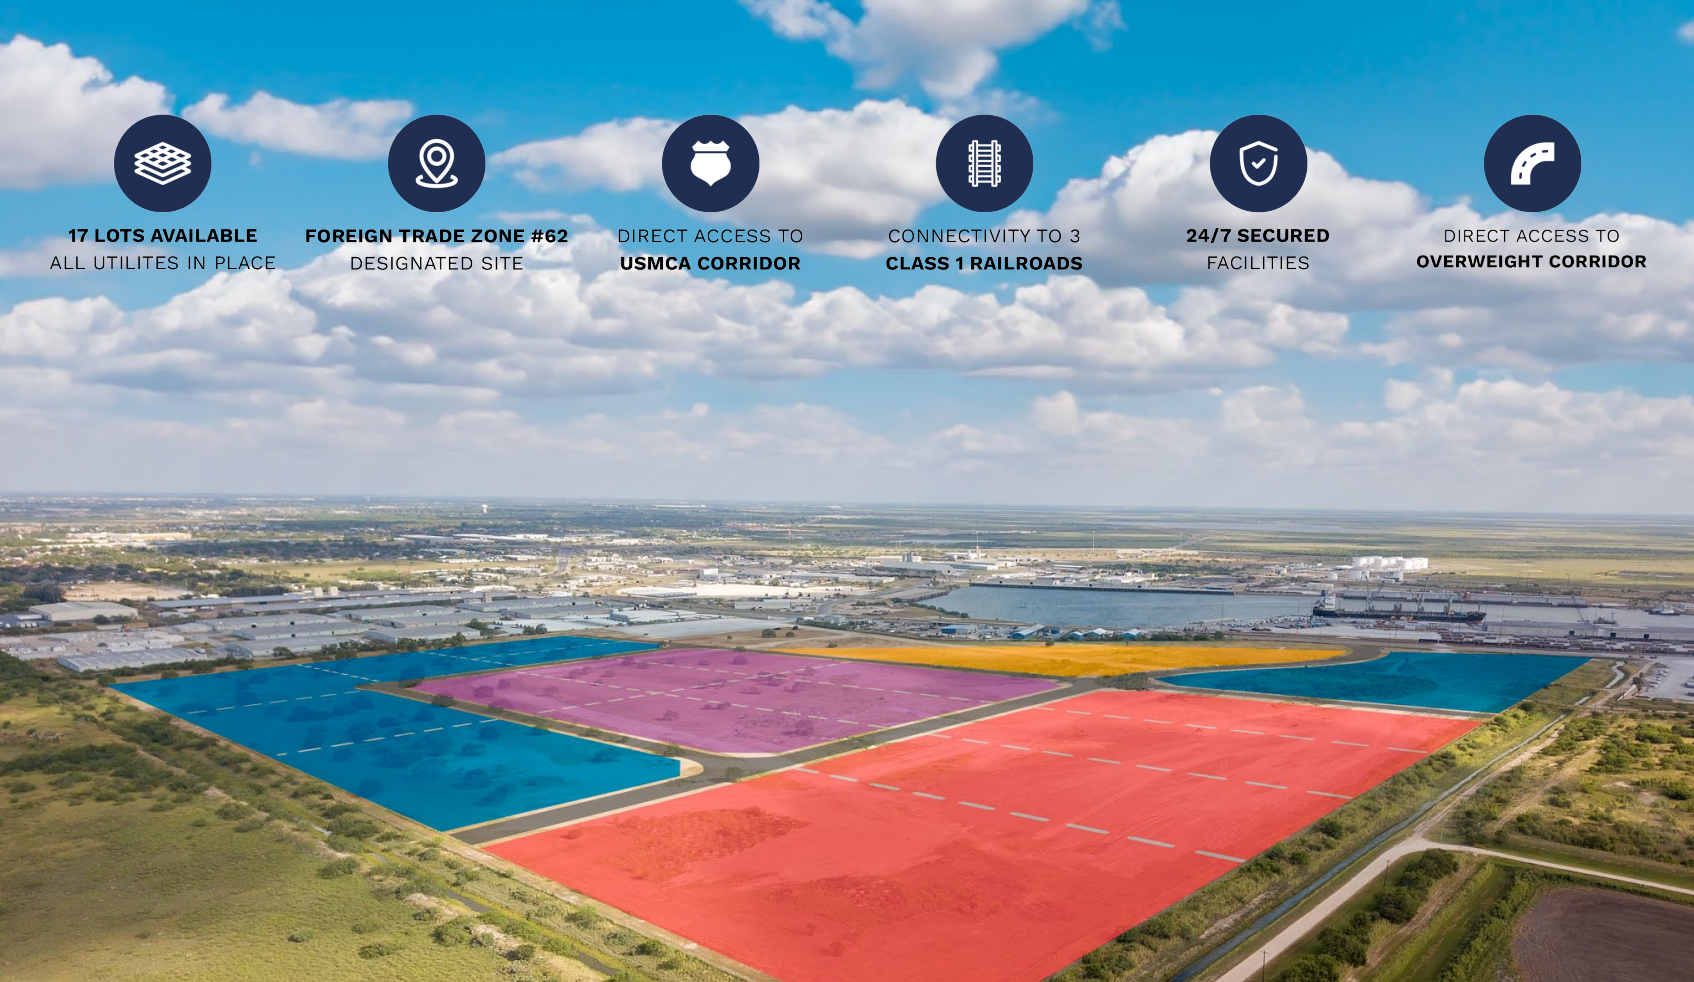 17 LOTS AVAILABLE
ALL UTILITES IN PLACE
FOREIGN TRADE ZONE #62
DESIGNATED SITE
DIRECT ACCESS TO
USMCA CORRIDOR
CONNECTIVITY TO 3
CLASS 1 RAILROADS
24/7 SECURED
FACILITIES
DIRECT ACCESS TO
OVERWEIGHT CORRIDOR